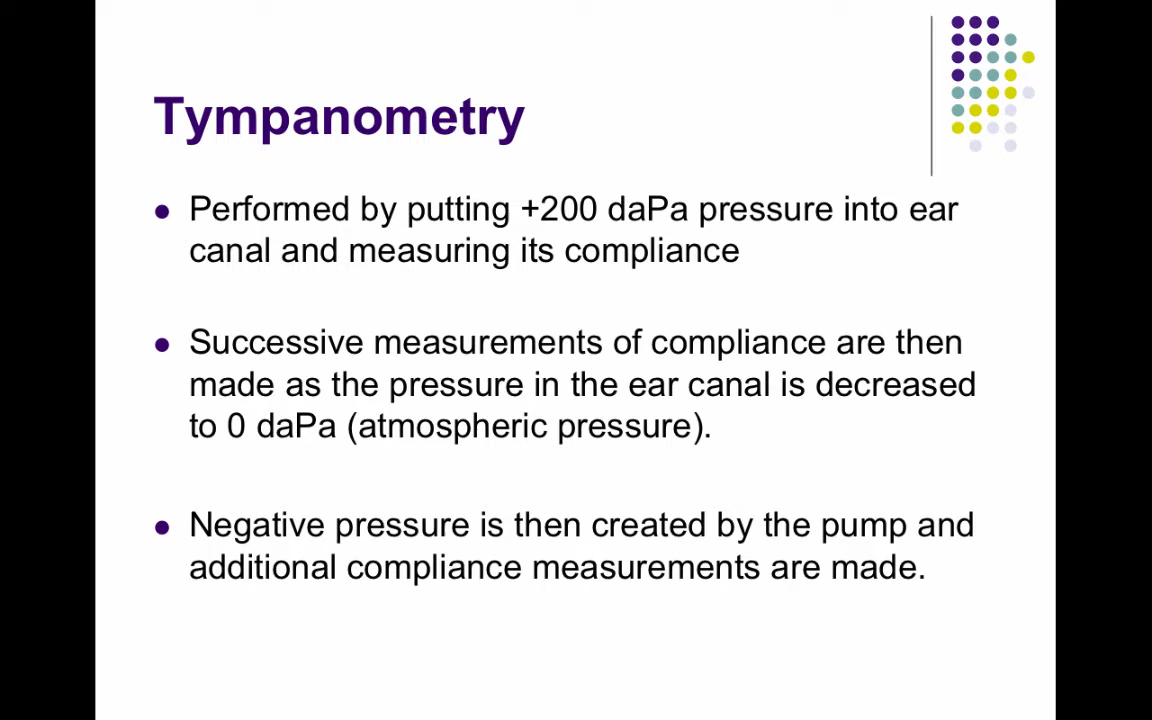 Tympanometry
Performed by putting +200 daPa pressure into ear
canal and measuring its compliance
Successive measurements of compliance are then
made as the pressure in the ear canal is decreased
to 0 daPa (atmospheric pressure).
Negative pressure is then created by the pump and
additional compliance measurements are made.